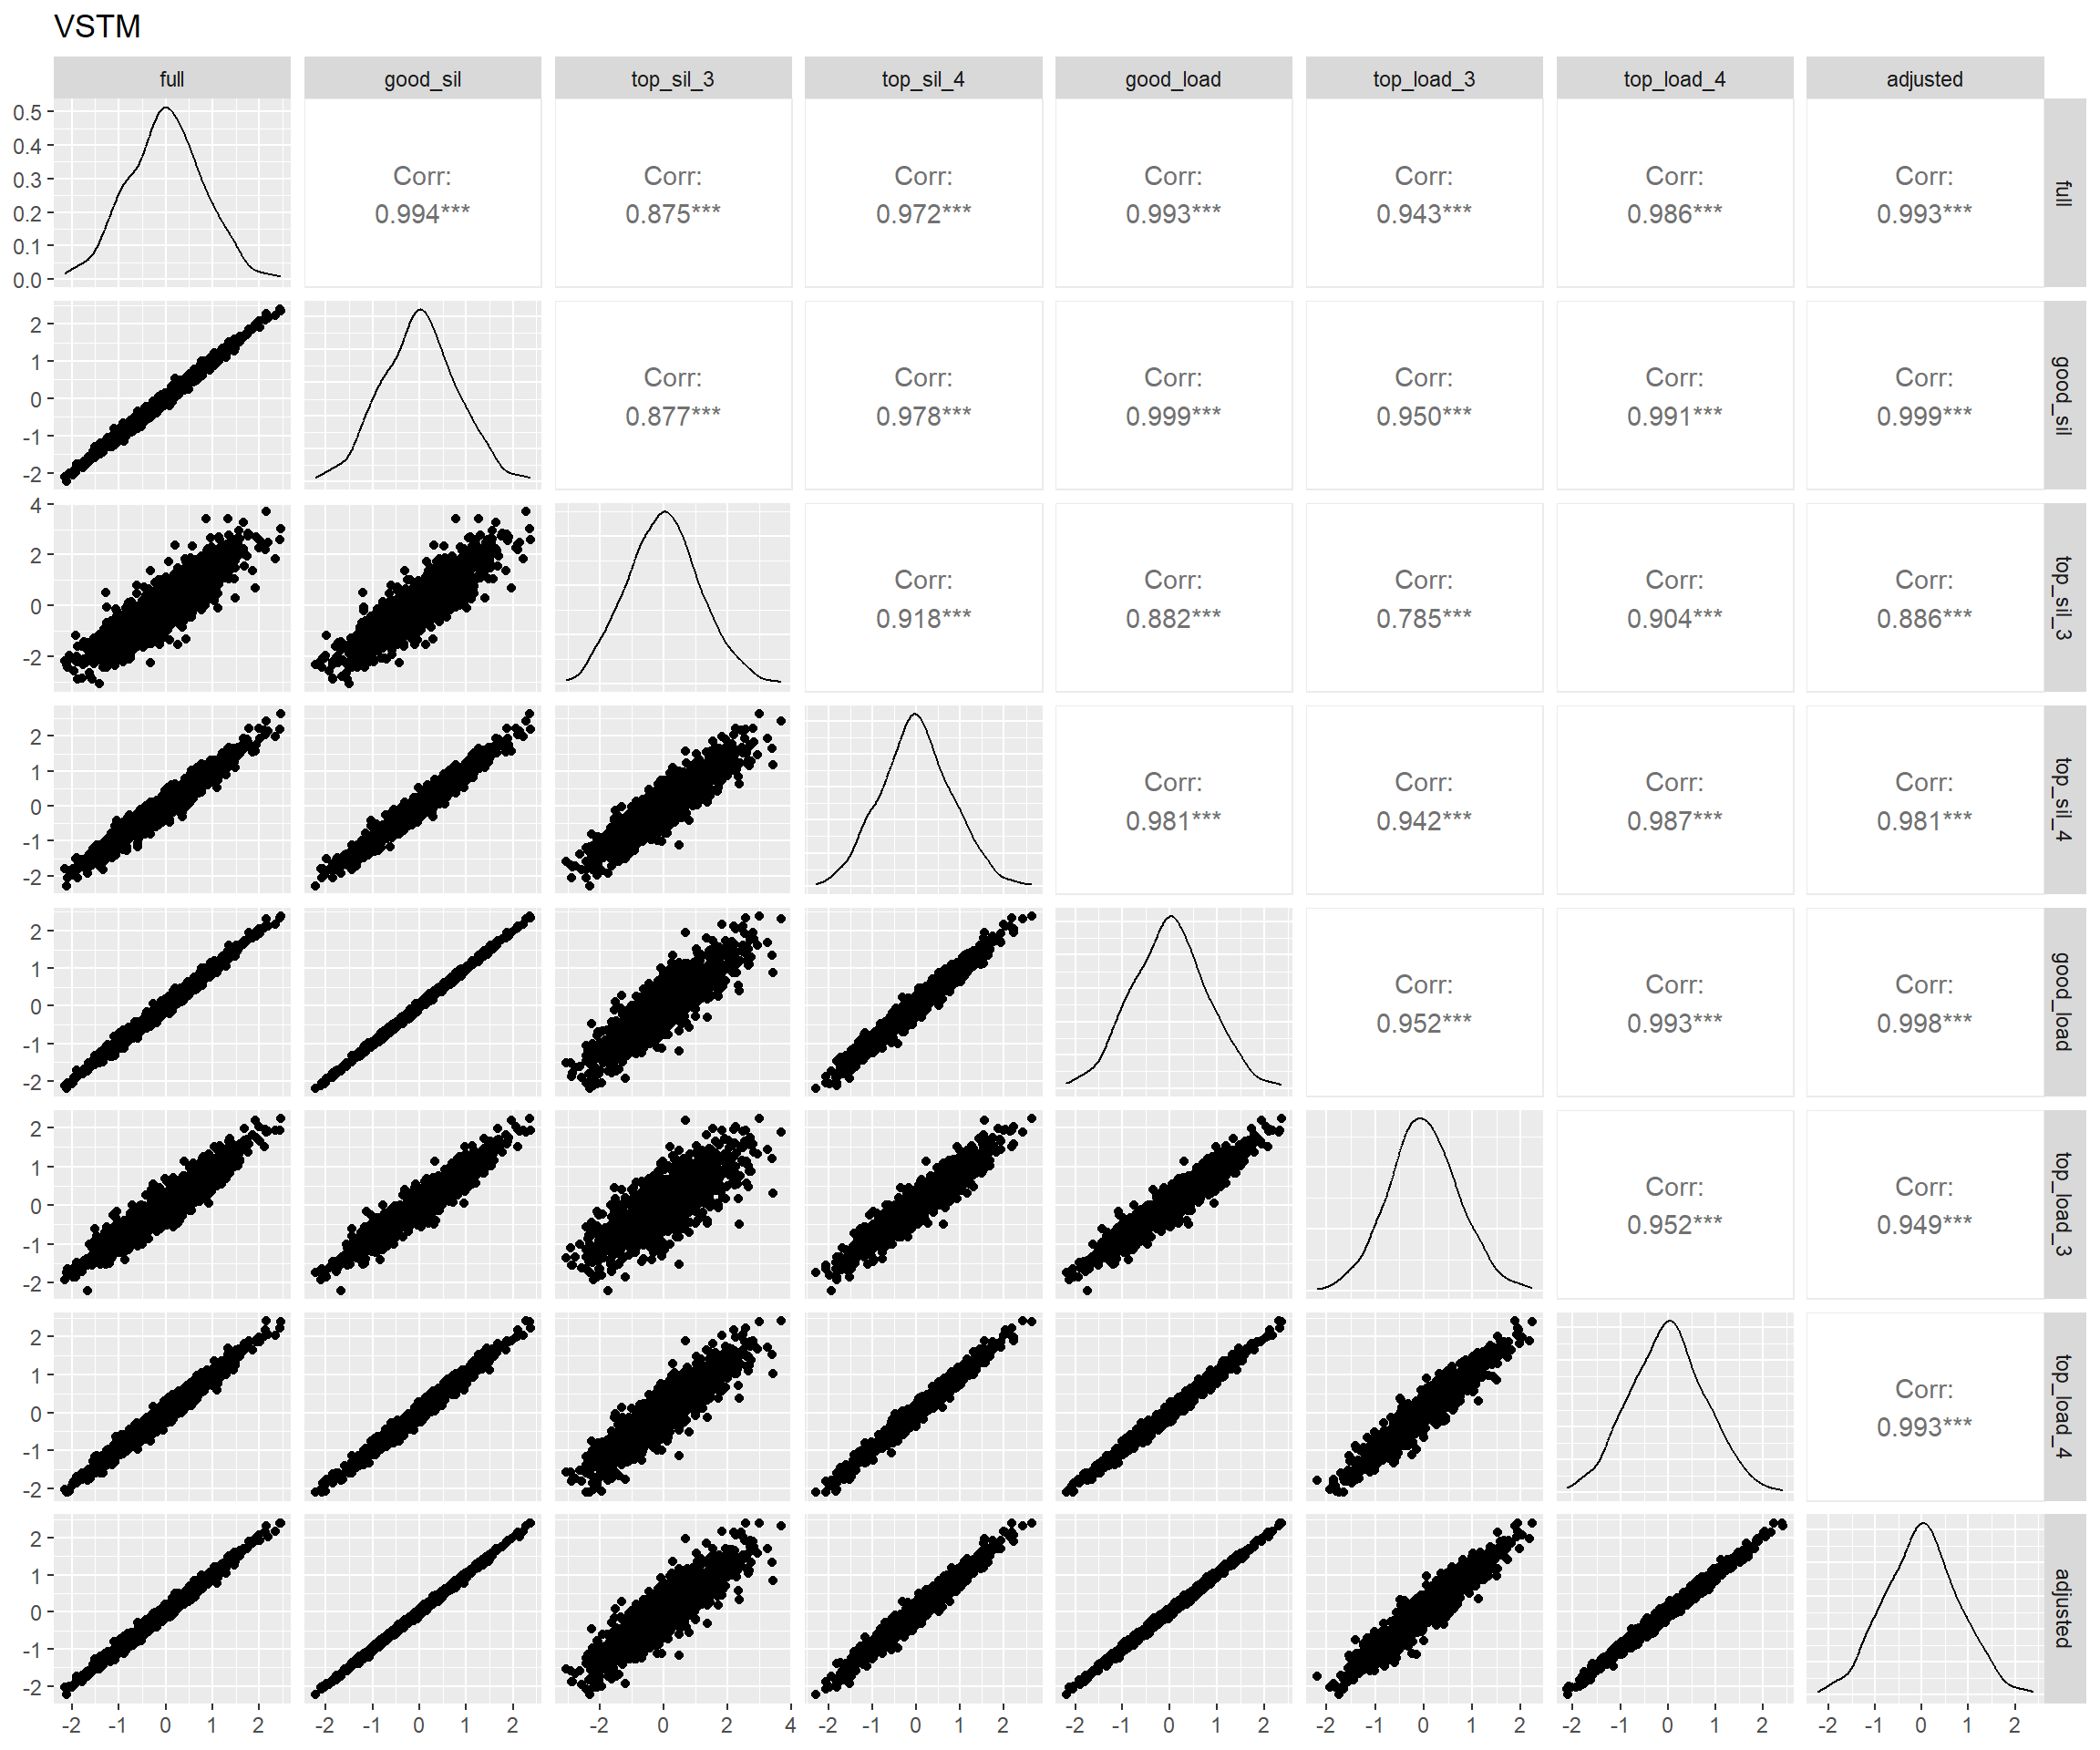 VSTM
full good_sil top_sil_3 top_sil_4 good_load top_load_3 top_load_4 adjusted
0.5
0.4
0.3
0.2
0.1
0.0
Corr: Corr: Corr: Corr: Corr: Corr: Corr:
0.994*** 0.875*** 0.972*** 0.993*** 0.943*** 0.986*** 0.993***
full
2
1
0
-1
-2
Corr: Corr: Corr: Corr: Corr: Corr:
0.877*** 0.978*** 0.999*** 0.950*** 0.991*** 0.999***
good_sil
4
2
0
-2
Corr: Corr: Corr: Corr: Corr:
0.918*** 0.882*** 0.785*** 0.904*** 0.886***
top_sil_3
2
1
0
-1
-2
Corr: Corr: Corr: Corr:
0.981*** 0.942*** 0.987*** 0.981***
top_sil_4
2
1
0
-1
-2
Corr: Corr: Corr:
0.952*** 0.993*** 0.998***
good_load
2
1
0
-1
-2
Corr: Corr:
0.952*** 0.949***
top_load_3
2
1
0
-1
-2
Corr:
0.993***
top_load_4
2
1
0
-1
-2
adjusted
-2 -1 0 1 2 -2 -1 0 1 2 -2 0 2 4 -2 -1 0 1 2 -2 -1 0 1 2 -2 -1 0 1 2 -2 -1 0 1 2 -2 -1 0 1 2